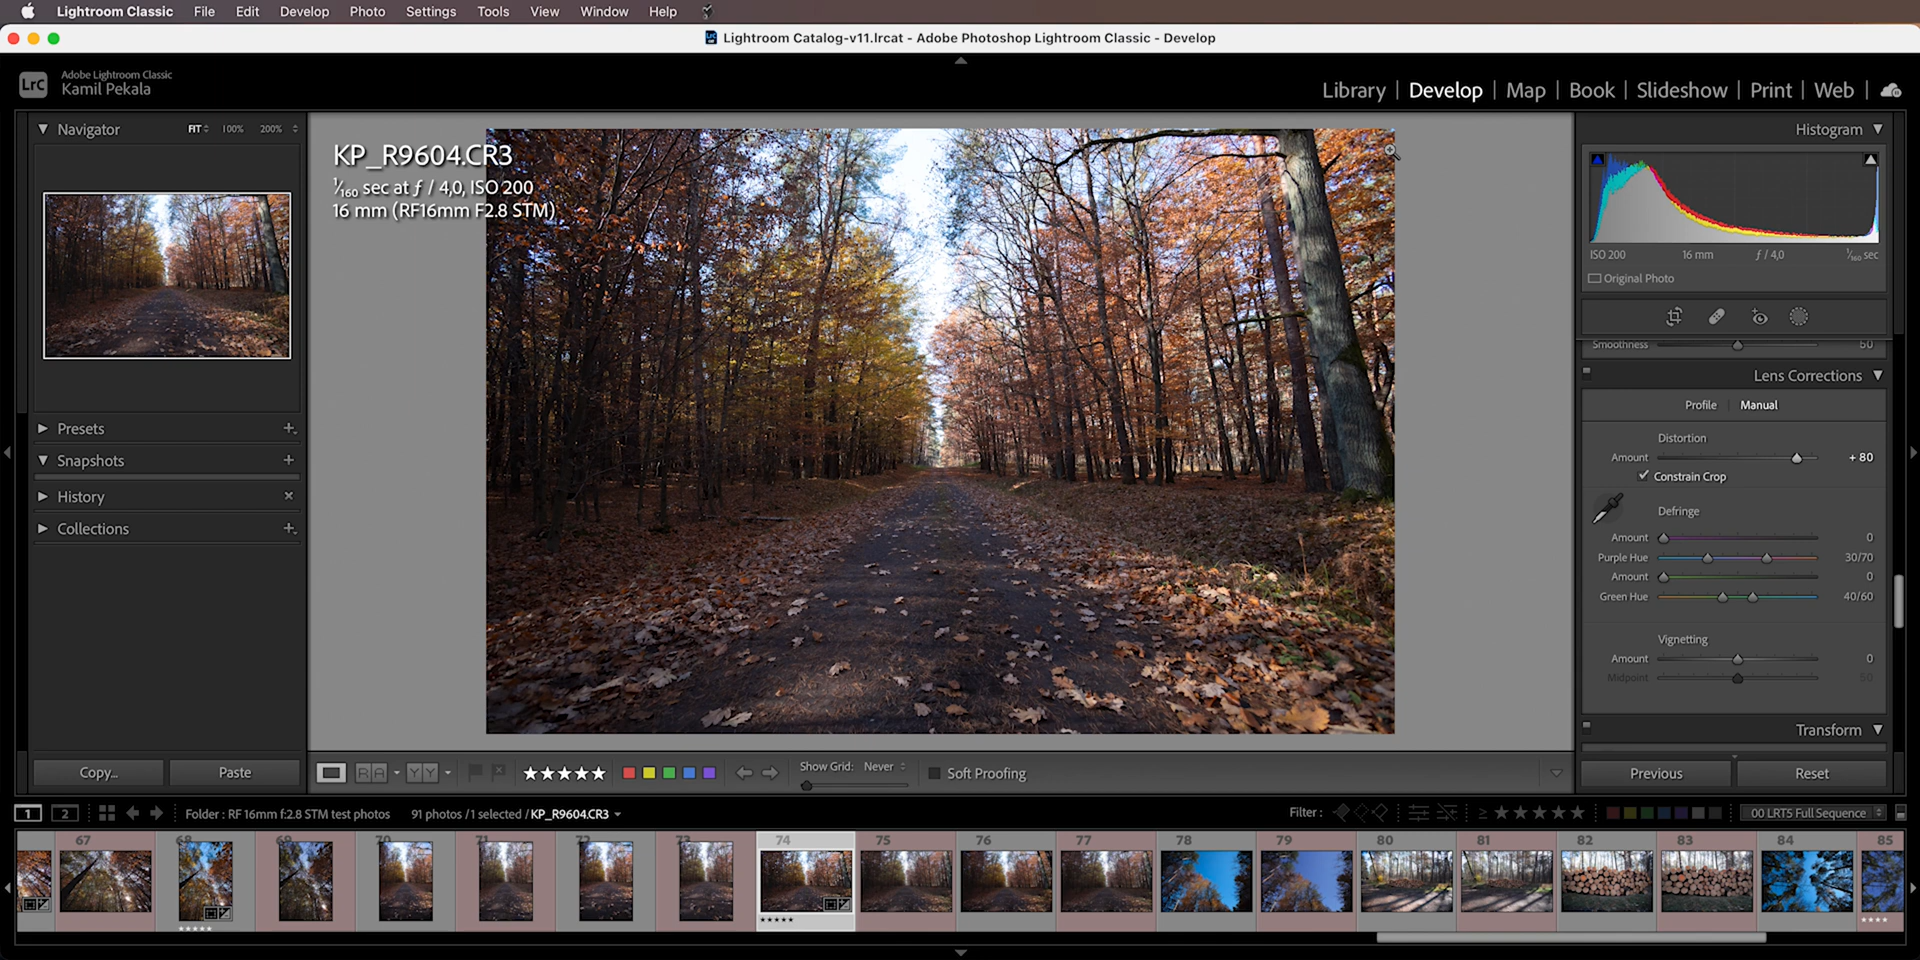 Lightroom Classic File Edit Develop Photo Settings Tools View Window Help
Lightroom Catalog-v11.lrcat - Adobe Photoshop Lightroom Classic - Develop
LrC
Adobe Lightroom Classic
Kamil Pekala
Library | Develop | Map | Book | Slideshow | Print | Web
Navigator FIT 100% 200%
Presets
Snapshots
History
Collections
Copy... Paste
KP_R9604.CR3
1/160 sec at ƒ / 4,0, ISO 200
16 mm (RF16mm F2.8 STM)
Histogram
ISO 200 16 mm ƒ / 4,0 1/160 sec
Original Photo
Smoothness 50
Lens Corrections
Profile | Manual
Distortion
Amount + 80
Constrain Crop
Defringe
Amount 0
Purple Hue 30/70
Amount 0
Green Hue 40/60
Vignetting
Amount 0
Midpoint 50
Transform
Previous Reset
RA YY Show Grid: Never Soft Proofing
1 2 Folder : RF 16mm f:2.8 STM test photos 91 photos /1 selected / KP_R9604.CR3 Filter : ≥ 00 LRT5 Full Sequence
67 68 69 70 71 72 73 74 75 76 77 78 79 80 81 82 83 84 85